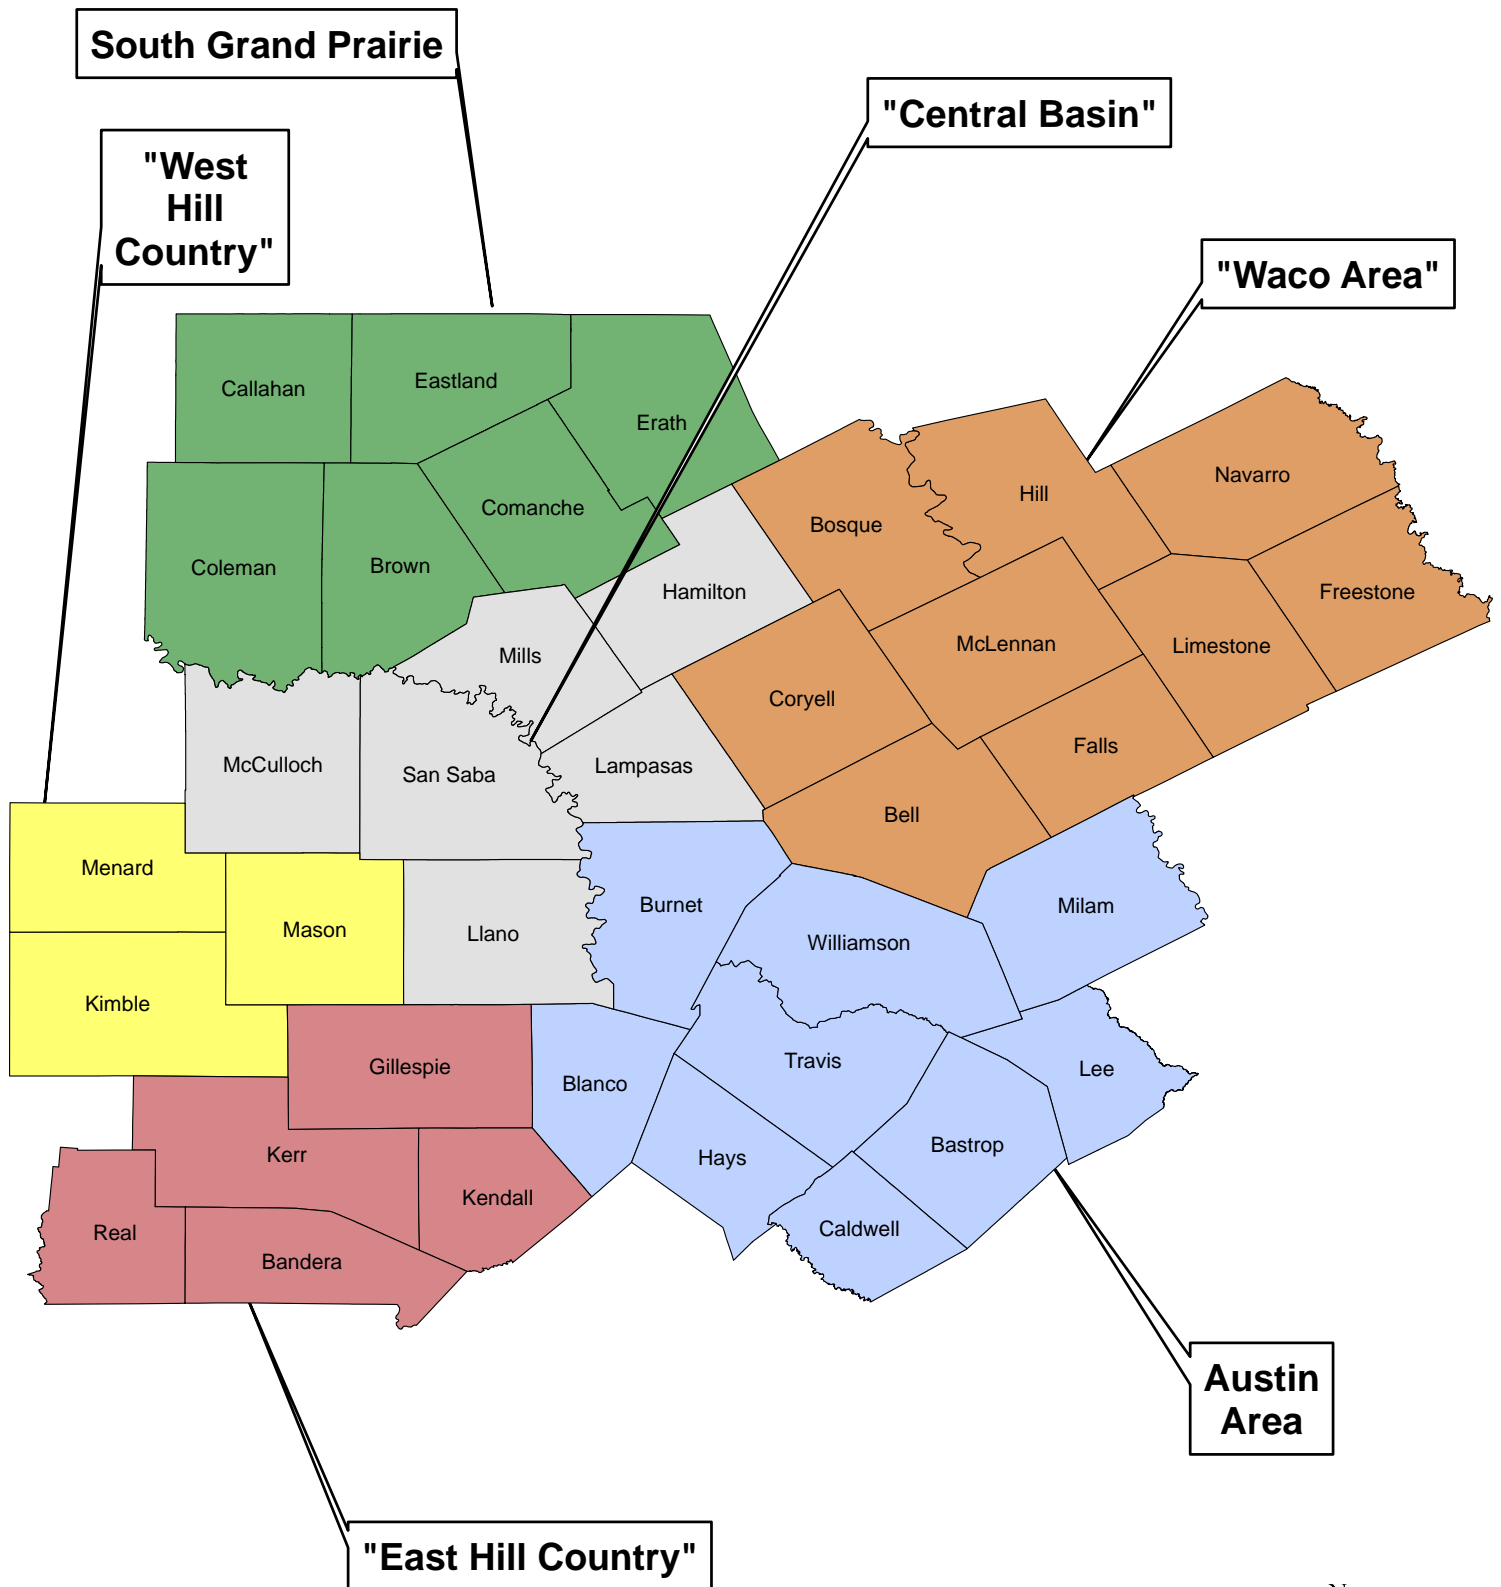 South Grand Prairie
"Central Basin"
"West
Hill
Country"
"Waco Area"
Callahan
Eastland
Erath
Navarro
Hill
Bosque
Comanche
Coleman
Brown
Hamilton
Freestone
McLennan
Limestone
Mills
Coryell
Falls
McCulloch
San Saba
Lampasas
Bell
Menard
Burnet
Milam
Mason
Llano
Williamson
Kimble
Gillespie
Travis
Lee
Blanco
Kerr
Hays
Bastrop
Kendall
Real
Caldwell
Bandera
Austin
Area
"East Hill Country"
N